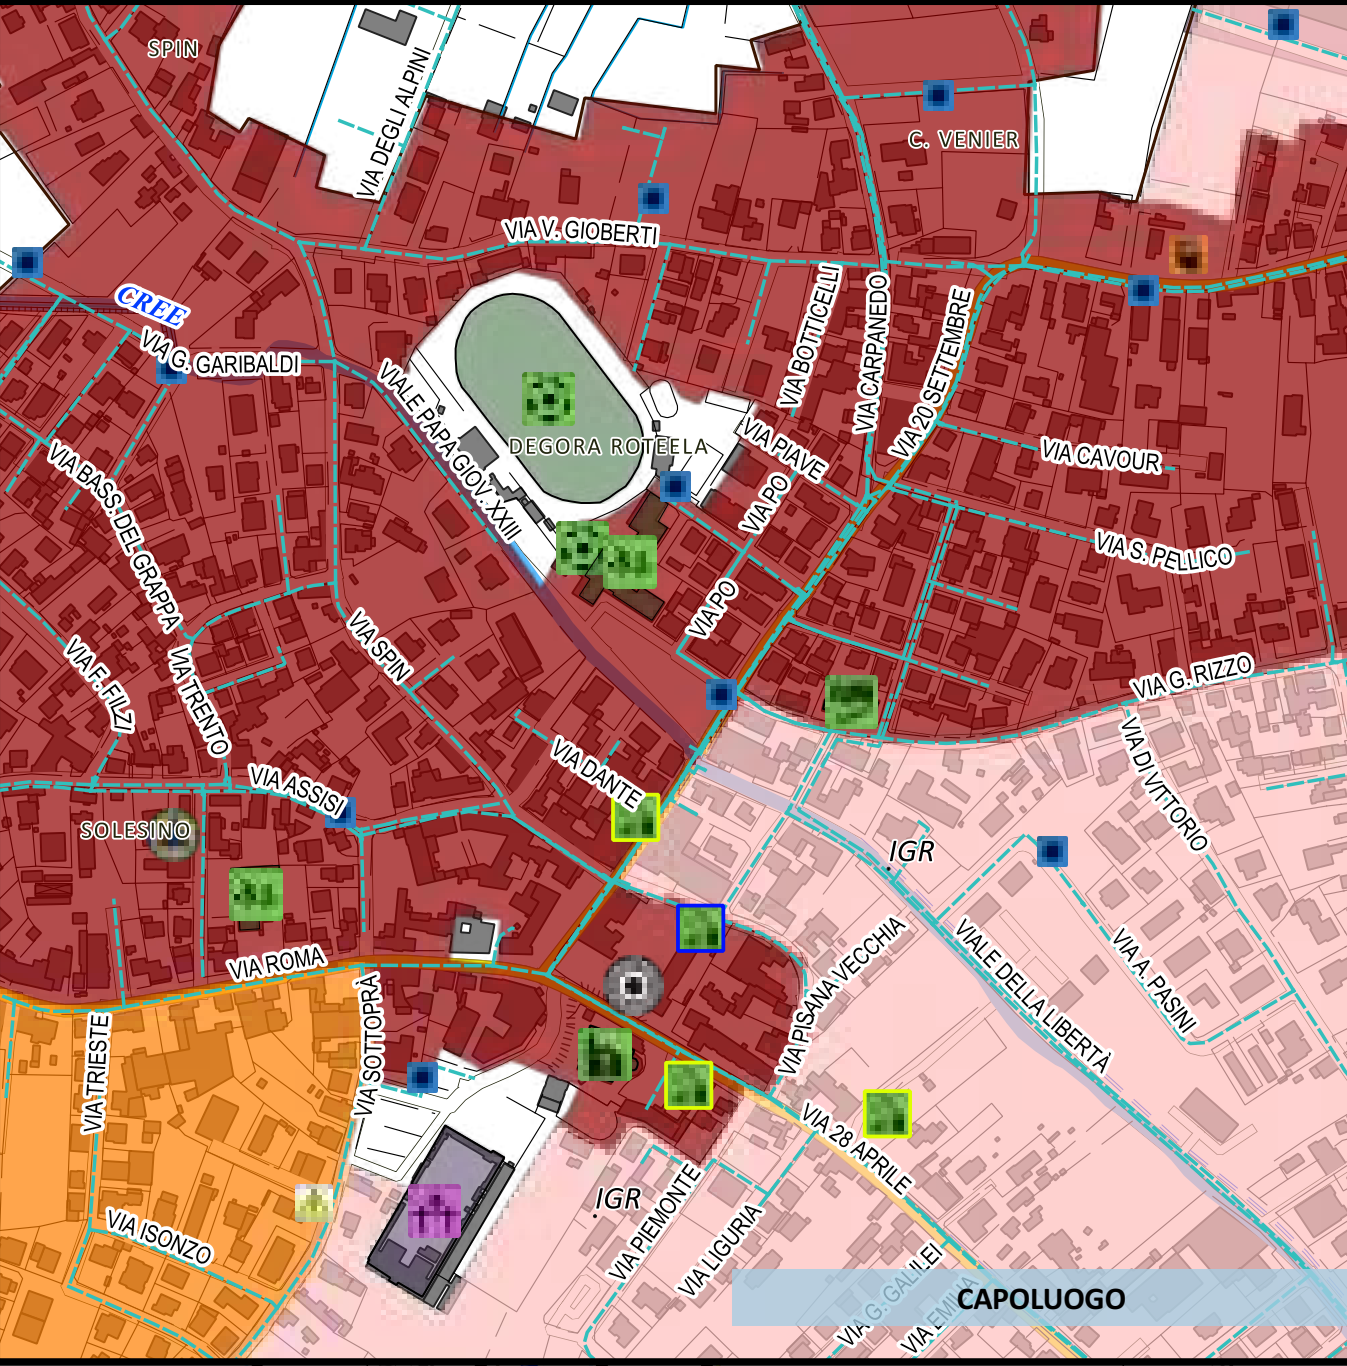 SPIN
VIA DEGLI ALPINI
C. VENIER
VIA V. GIOBERTI
CREE
VIA G. GARIBALDI
VIALE PAPA GIOV. XXIII
VIA BOTTICELLI
VIA CARPANEDO
VIA 20 SETTEMBRE
DEGORA ROTEELA
VIA PIAVE
VIA CAVOUR
VIA BASS. DEL GRAPPA
VIA PO
VIA S. PELLICO
VIA PO
VIA SPIN
VIA F. FILZI
VIA TRENTO
VIA G. RIZZO
VIA DANTE
VIA DI VITTORIO
VIA ASSISI
SOLESINO
IGR
VIA ROMA
VIA PISANA VECCHIA
VIALE DELLA LIBERTÀ
VIA A. PASINI
VIA SOTTOPRÀ
VIA TRIESTE
VIA 28 APRILE
IGR
VIA PIEMONTE
VIA LIGURIA
VIA ISONZO
VIA G. GALILEI
VIA EMILIA
CAPOLUOGO